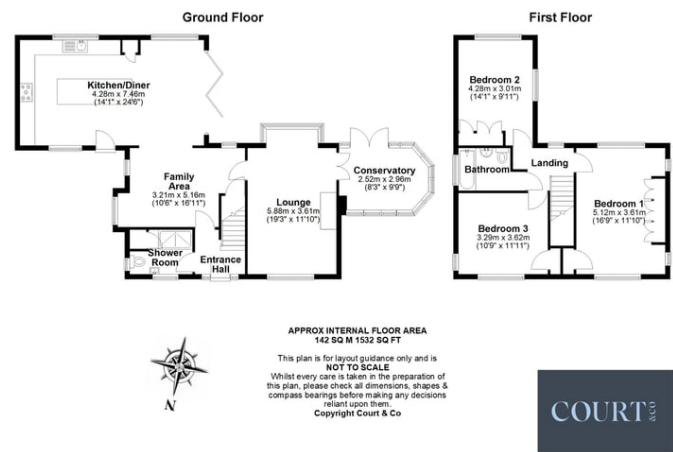 Ground Floor
Kitchen/Diner
4.28m x 7.46m
(14'1" x 24'6")
Family
Area
3.21m x 5.16m
(10'6" x 16'11")
Lounge
5.88m x 3.61m
(19'3" x 11'10")
Conservatory
2.52m x 2.96m
(8'3" x 9'9")
Shower
Room
Entrance
Hall
First Floor
Bedroom 2
4.28m x 3.01m
(14'1" x 9'11")
Bathroom
Landing
Bedroom 1
5.12m x 3.61m
(16'9" x 11'10")
Bedroom 3
3.29m x 3.62m
(10'9" x 11'11")
N
APPROX INTERNAL FLOOR AREA
142 SQ M 1532 SQ FT
This plan is for layout guidance only and is
NOT TO SCALE
Whilst every care is taken in the preparation of
this plan, please check all dimensions, shapes &
compass bearings before making any decisions
reliant upon them.
Copyright Court & Co
COURT & CO